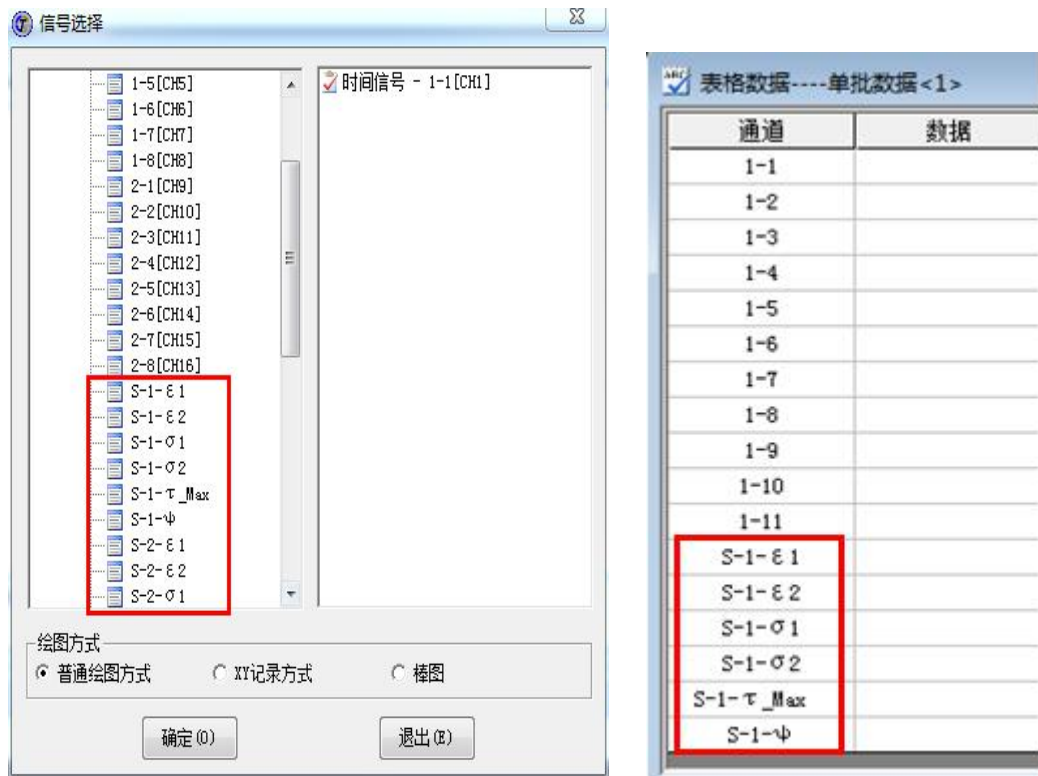 信号选择
1-5[CH5]
1-6[CH6]
1-7[CH7]
1-8[CH8]
2-1[CH9]
2-2[CH10]
2-3[CH11]
2-4[CH12]
2-5[CH13]
2-6[CH14]
2-7[CH15]
2-8[CH16]
S-1-ε1
S-1-ε2
S-1-σ1
S-1-σ2
S-1-τ_Max
S-1-ψ
S-2-ε1
S-2-ε2
S-2-σ1
时间信号 - 1-1[CH1]
绘图方式
普通绘图方式 XY记录方式 棒图
确定(O) 退出(E)
表格数据----单批数据<1>
通道 数据
1-1
1-2
1-3
1-4
1-5
1-6
1-7
1-8
1-9
1-10
1-11
S-1-ε1
S-1-ε2
S-1-σ1
S-1-σ2
S-1-τ_Max
S-1-ψ